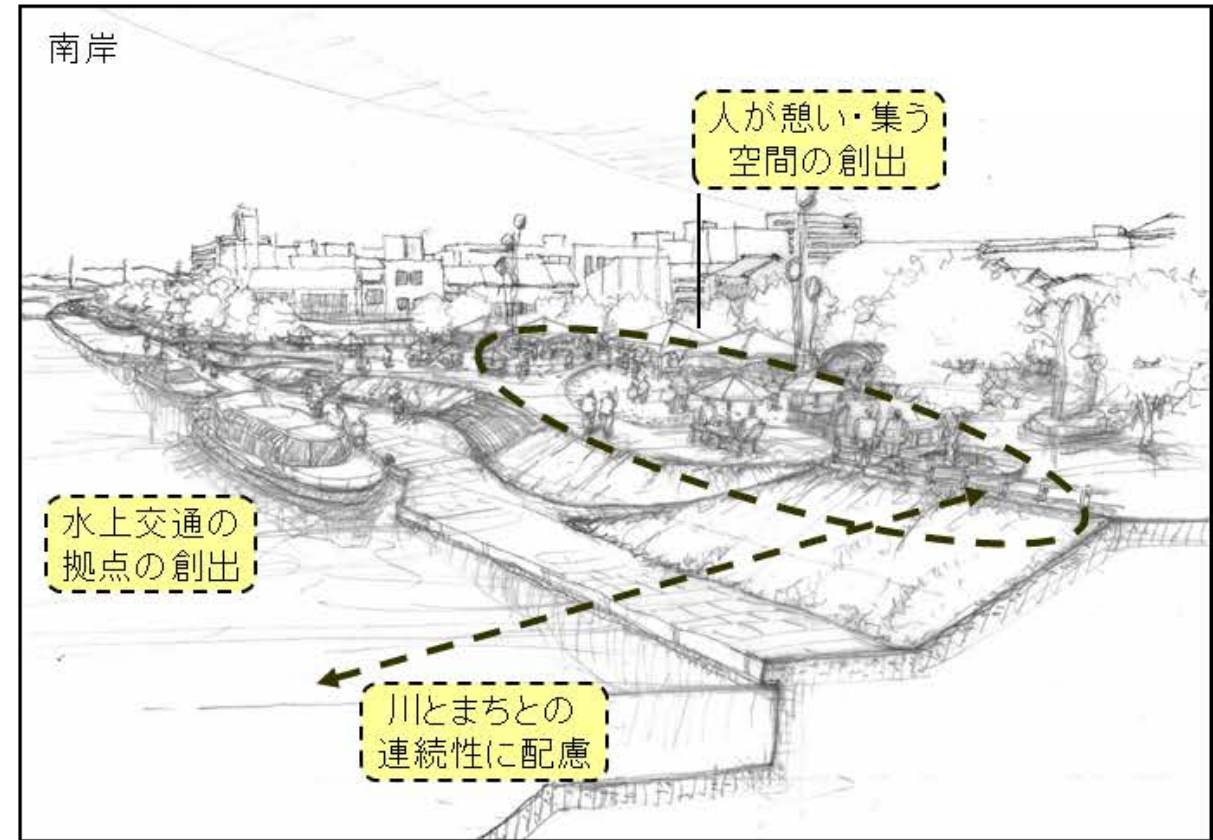 南岸
人が憩い・集う
空間の創出
水上交通の
拠点の創出
川とまちとの
連続性に配慮